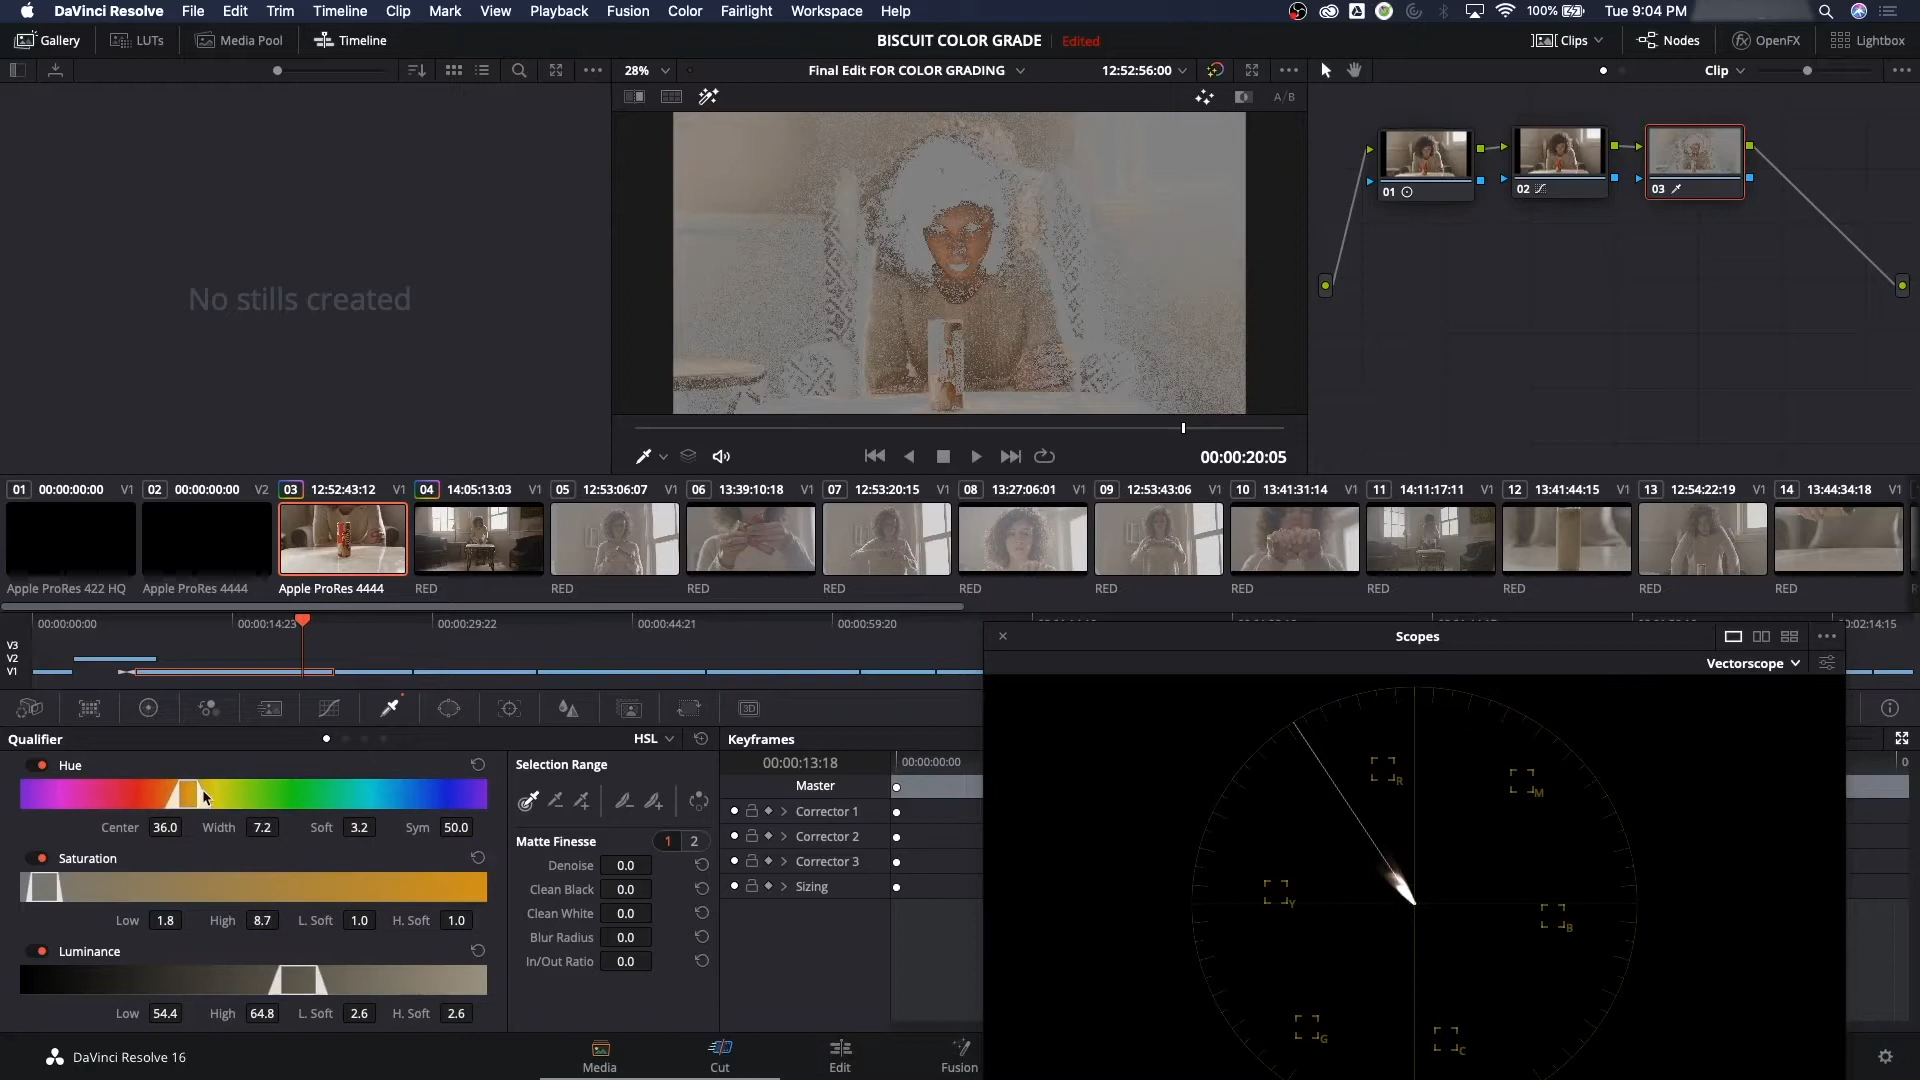 DaVinci Resolve File Edit Trim Timeline Clip Mark View Playback Fusion Color Fairlight Workspace Help 100% Tue 9:04 PM
Gallery LUTs Media Pool Timeline BISCUIT COLOR GRADE Edited Clips Nodes OpenFX Lightbox
28% Final Edit FOR COLOR GRADING 12:52:56:00 Clip
A/B
01 02 03
No stills created
00:00:20:05
01 00:00:00:00 V1 02 00:00:00:00 V2 03 12:52:43:12 V1 04 14:05:13:03 V1 05 12:53:06:07 V1 06 13:39:10:18 V1 07 12:53:20:15 V1 08 13:27:06:01 V1 09 12:53:43:06 V1 10 13:41:31:14 V1 11 14:11:17:11 V1 12 13:41:44:15 V1 13 12:54:22:19 V1 14 13:44:34:18 V1
Apple ProRes 422 HQ Apple ProRes 4444 Apple ProRes 4444 RED RED RED RED RED RED RED RED RED RED RED
00:00:00:00 00:00:14:23 00:00:29:22 00:00:44:21 00:00:59:20 :02:14:15
V3
V2
V1
Scopes
Vectorscope
3D
Qualifier HSL Keyframes
Hue Selection Range 00:00:13:18 00:00:00:00
Master
Center 36.0 Width 7.2 Soft 3.2 Sym 50.0
Corrector 1
Matte Finesse 1 2 Corrector 2
Saturation Denoise 0.0 Corrector 3
Clean Black 0.0 Sizing
Low 1.8 High 8.7 L. Soft 1.0 H. Soft 1.0 Clean White 0.0
Blur Radius 0.0
Luminance In/Out Ratio 0.0
Low 54.4 High 64.8 L. Soft 2.6 H. Soft 2.6
R M Y B G C
DaVinci Resolve 16 Media Cut Edit Fusion